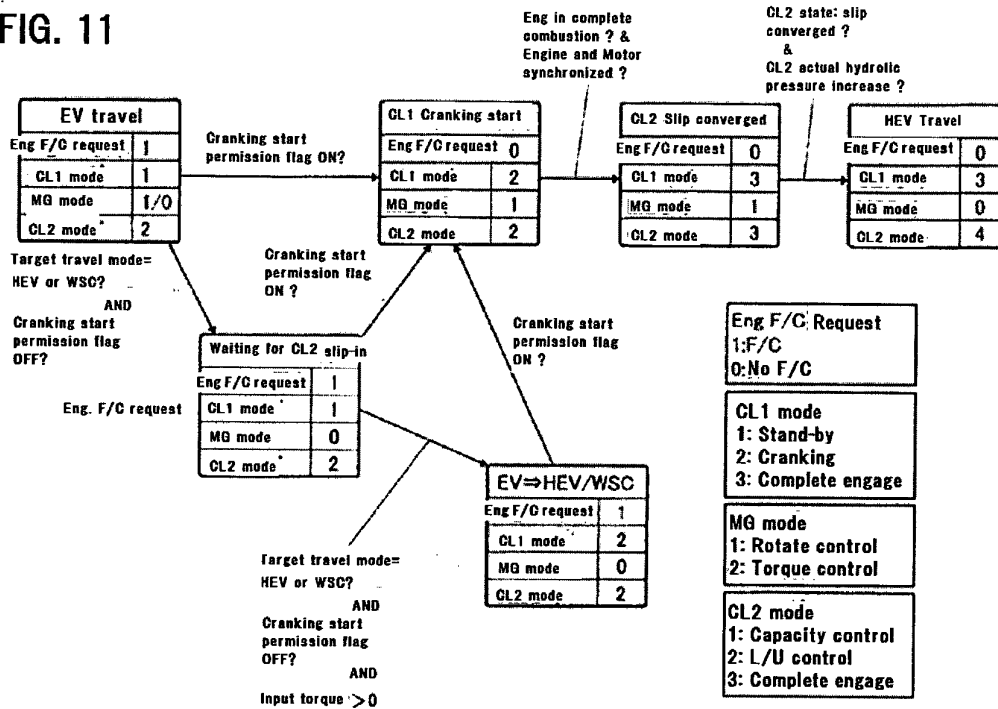 FIG. 11
Eng in complete
combustion ? &
Engine and Motor
synchronized ?
CL2 state: slip
converged ?
&
CL2 actual hydrolic
pressure increase ?
EV travel
Eng F/C request 1
CL1 mode 1
MG mode 1/0
CL2 mode 2
Cranking start
permission flag ON?
CL1 Cranking start
Eng F/C request 0
CL1 mode 2
MG mode 1
CL2 mode 2
CL2 Slip converged
Eng F/C request 0
CL1 mode 3
MG mode 1
CL2 mode 3
HEV Travel
Eng F/C request 0
CL1 mode 3
MG mode 0
CL2 mode 4
Target travel mode=
HEV or WSC?
AND
Cranking start
permission flag
OFF?
Cranking start
permission flag
ON ?
Waiting for CL2 slip-in
Eng F/C request 1
CL1 mode 1
MG mode 0
CL2 mode 2
Eng. F/C request
Cranking start
permission flag
ON ?
EV⇒HEV/WSC
Eng F/C request 1
CL1 mode 2
MG mode 0
CL2 mode 2
Target travel mode=
HEV or WSC?
AND
Cranking start
permission flag
OFF?
AND
Input torque >0
Eng F/C Request
1:F/C
0:No F/C
CL1 mode
1: Stand-by
2: Cranking
3: Complete engage
MG mode
1: Rotate control
2: Torque control
CL2 mode
1: Capacity control
2: L/U control
3: Complete engage